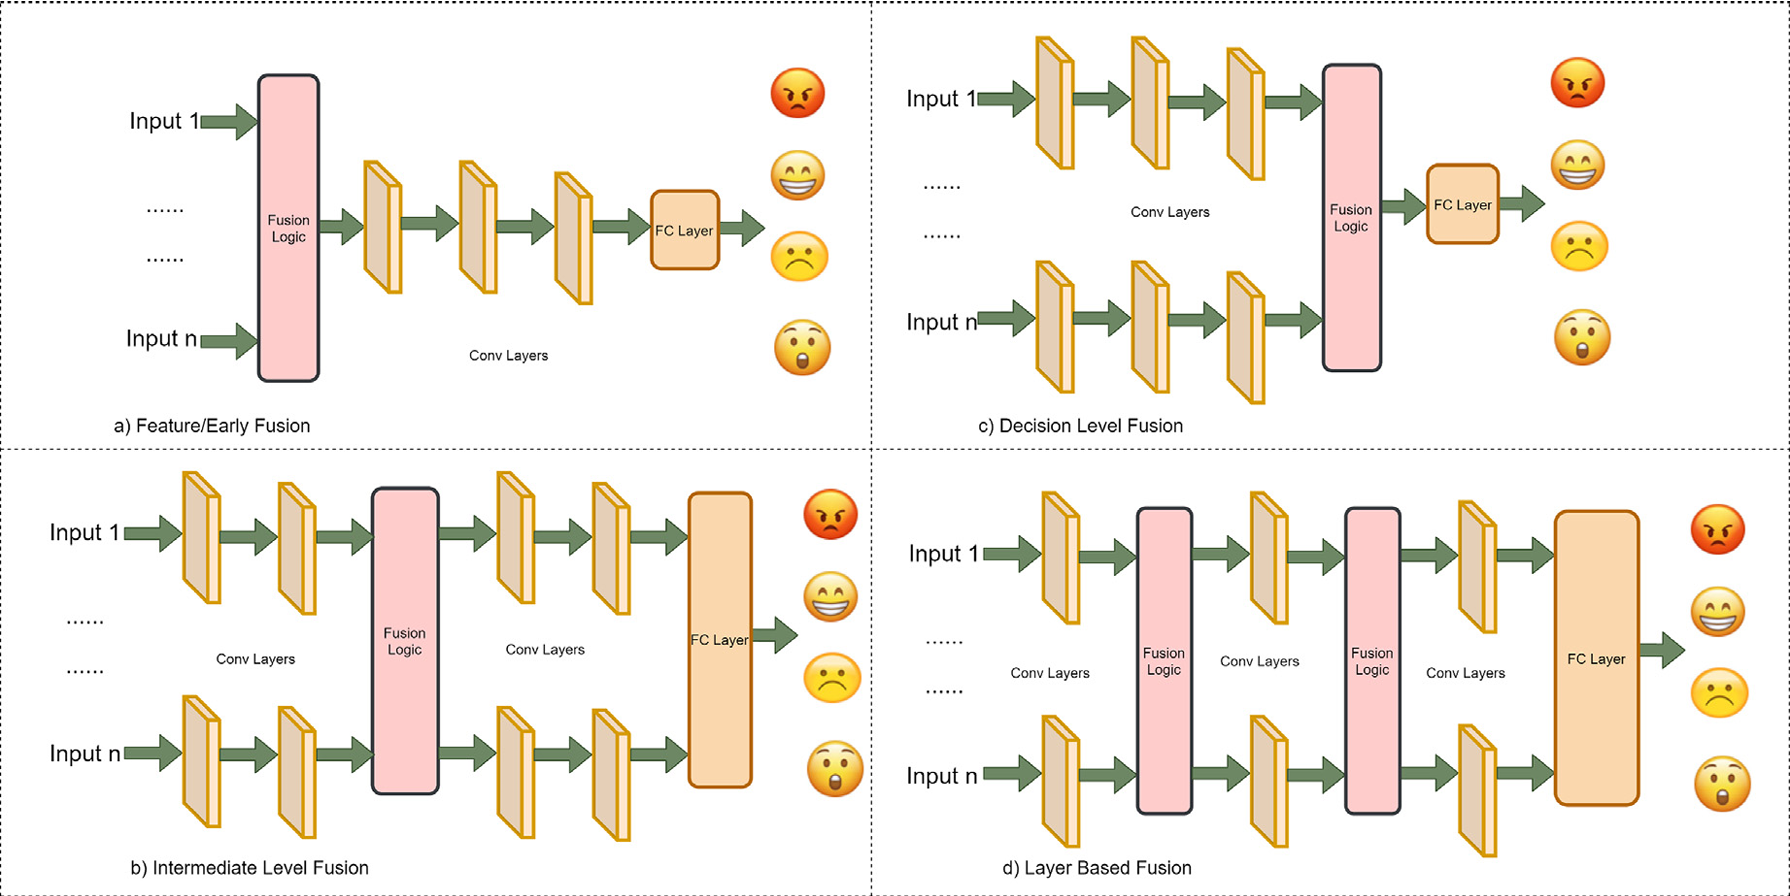 Input 1
......
......
Input n
Fusion
Logic
FC Layer
Conv Layers
a) Feature/Early Fusion
Input 1
......
......
Input n
Conv Layers
Fusion
Logic
FC Layer
c) Decision Level Fusion
Input 1
......
......
Input n
Conv Layers
Fusion
Logic
Conv Layers
FC Layer
b) Intermediate Level Fusion
Input 1
......
......
Input n
Conv Layers
Fusion
Logic
Conv Layers
Fusion
Logic
Conv Layers
FC Layer
d) Layer Based Fusion